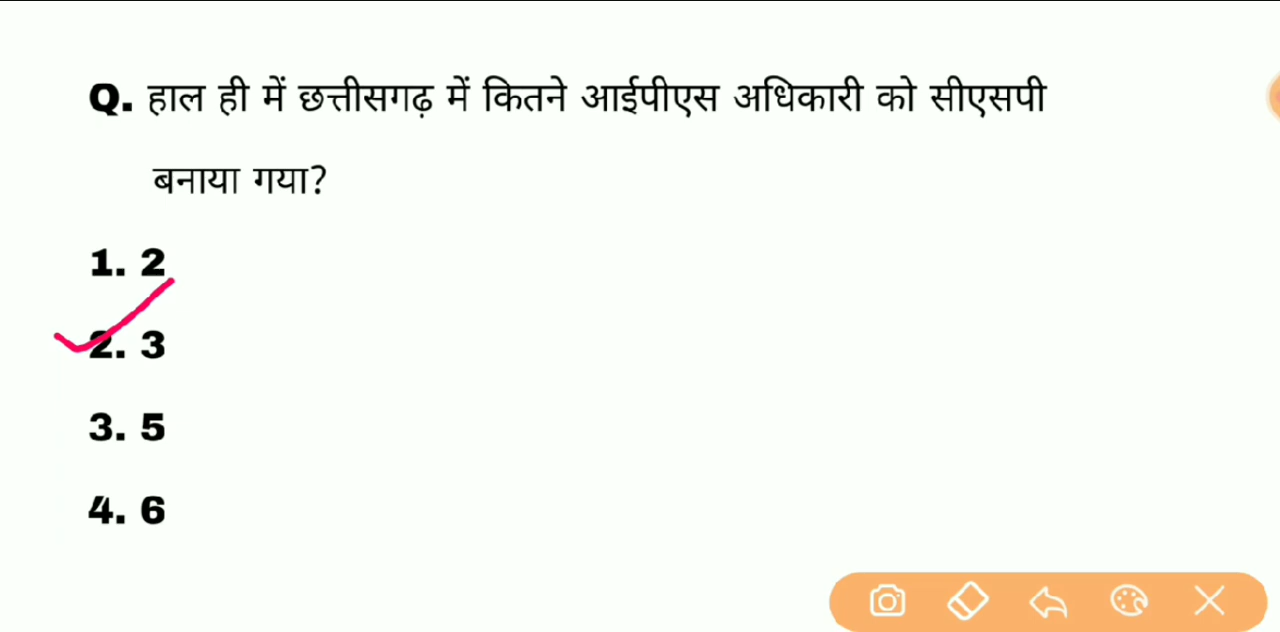 Q. हाल ही में छत्तीसगढ़ में कितने आईपीएस अधिकारी को सीएसपी
बनाया गया?
1. 2
2. 3
3. 5
4. 6